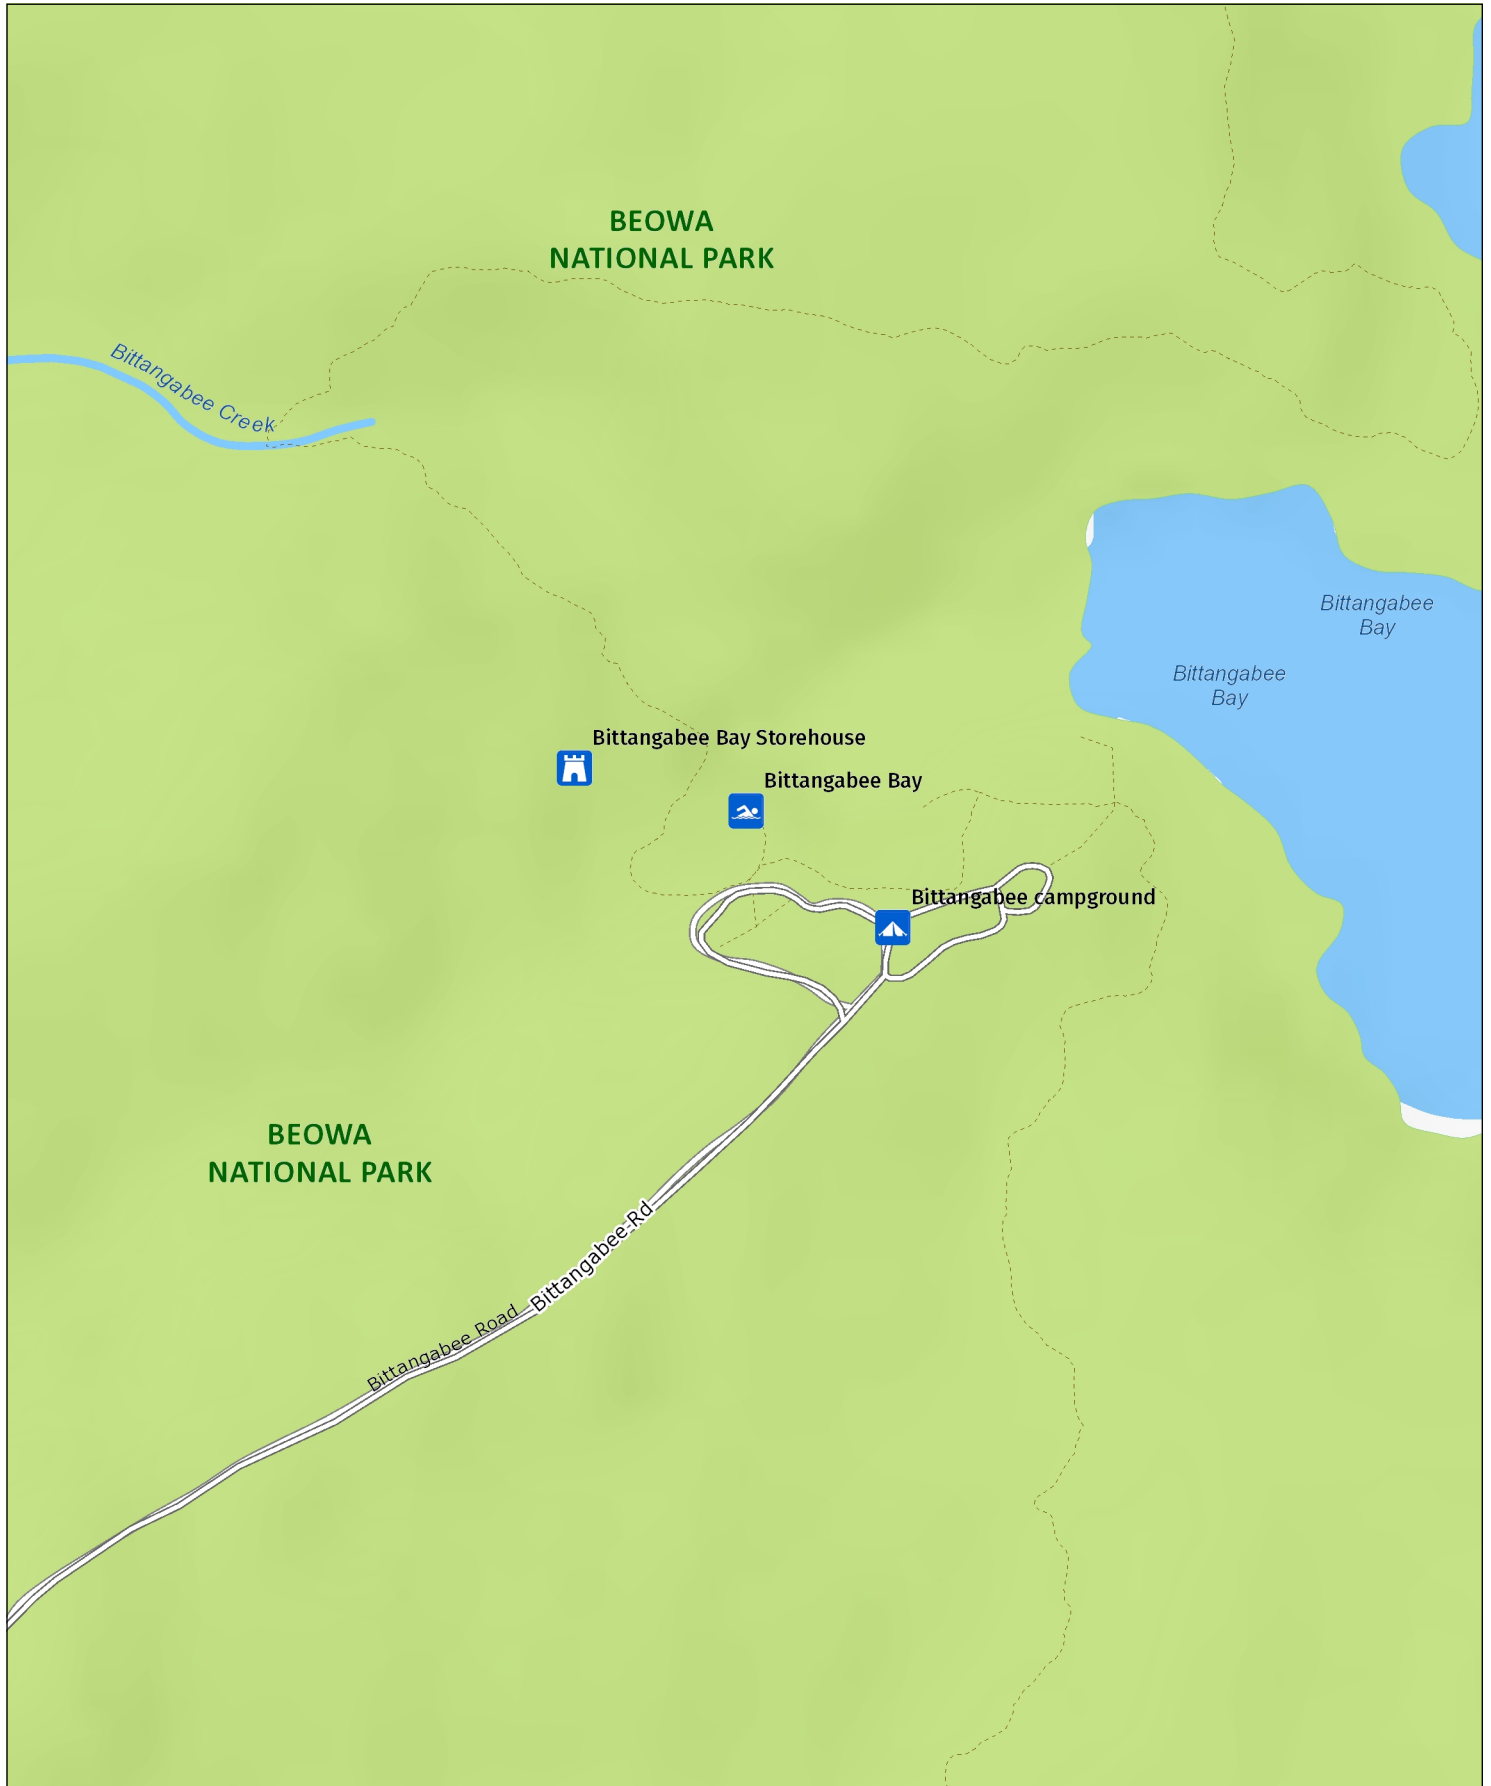 BEOWA
NATIONAL PARK
Bittangabee Creek
Bittangabee
Bay
Bittangabee
Bay
Bittangabee Bay Storehouse
Bittangabee Bay
Bittangabee campground
BEOWA
NATIONAL PARK
Bittangabee-Rd
Bittangabee Road